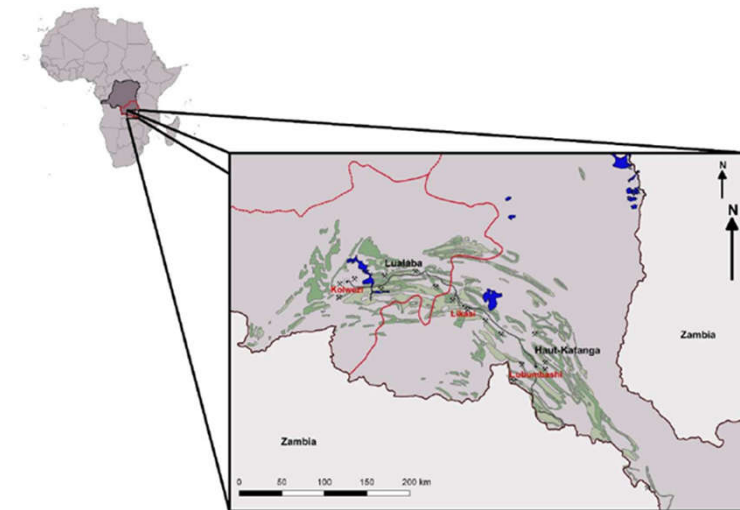 N
N
Lualaba
Kolwezi
Likasi
Zambia
Haut-Katanga
Lubumbashi
Zambia
0 50 100 150 200 km